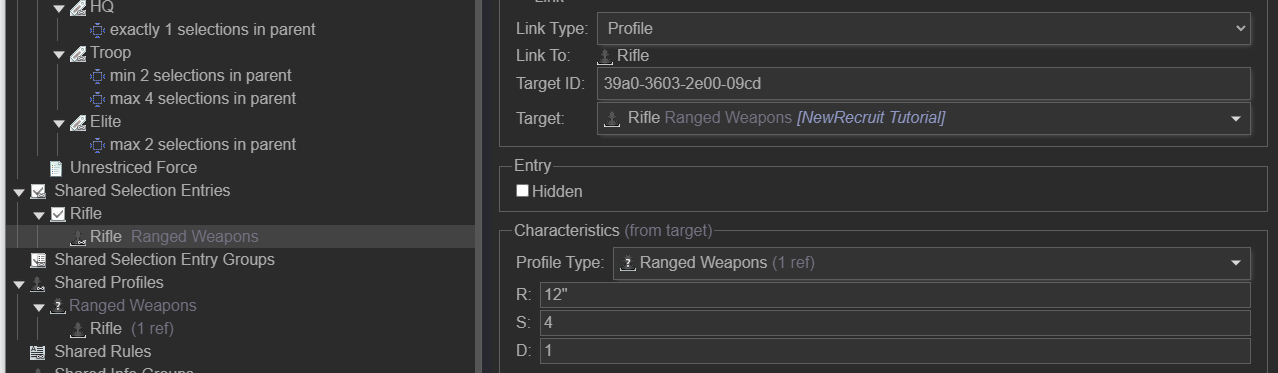 HQ
exactly 1 selections in parent
Troop
min 2 selections in parent
max 4 selections in parent
Elite
max 2 selections in parent
Unrestriced Force
Shared Selection Entries
Rifle
Rifle Ranged Weapons
Shared Selection Entry Groups
Shared Profiles
Ranged Weapons
Rifle (1 ref)
Shared Rules
Shared Info Groups
Link
Link Type: Profile
Link To: Rifle
Target ID: 39a0-3603-2e00-09cd
Target: Rifle Ranged Weapons [NewRecruit Tutorial]
Entry
Hidden
Characteristics (from target)
Profile Type: Ranged Weapons (1 ref)
R: 12"
S: 4
D: 1